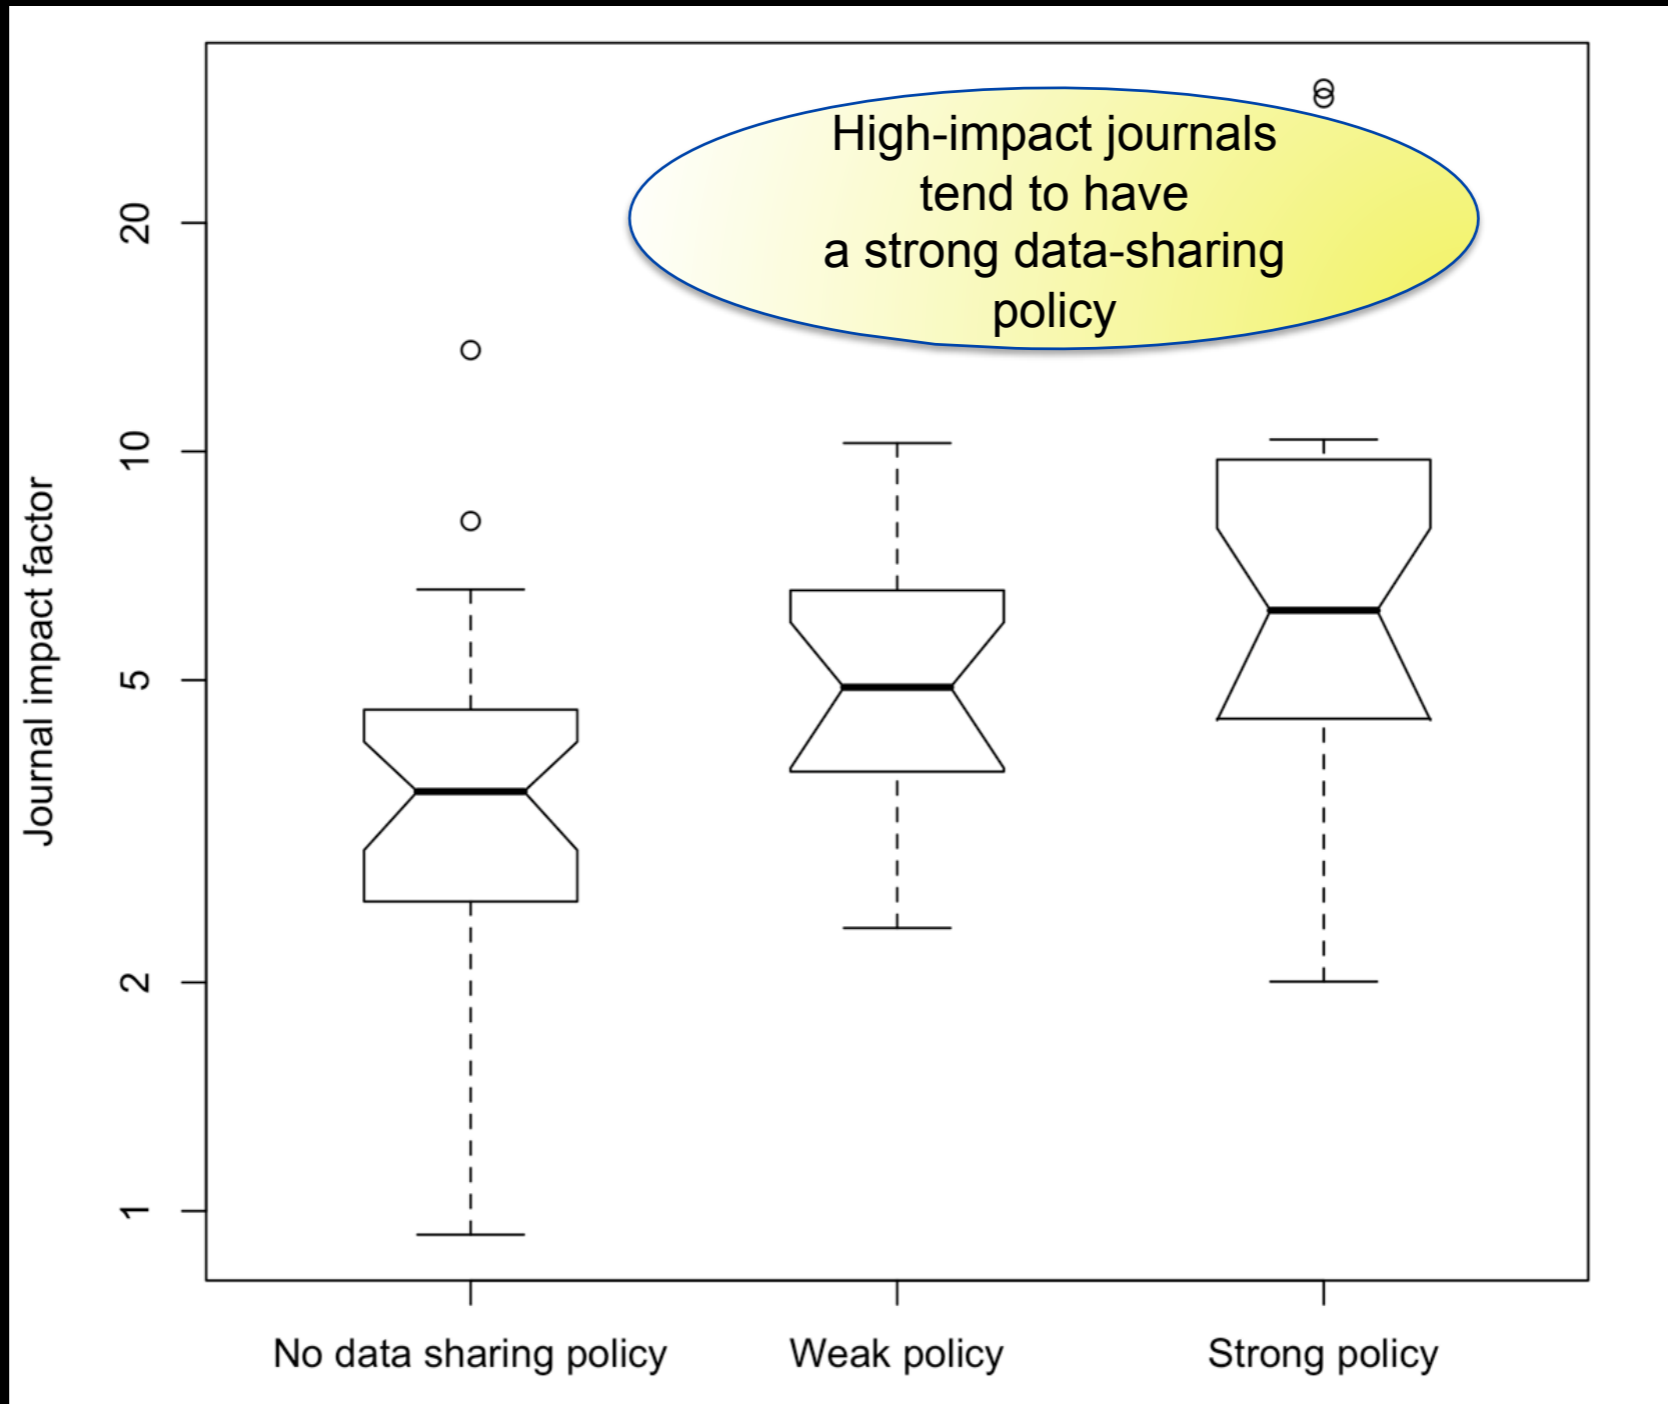 High-impact journals
tend to have
a strong data-sharing
policy
Journal impact factor
20
10
5
2
1
No data sharing policy
Weak policy
Strong policy